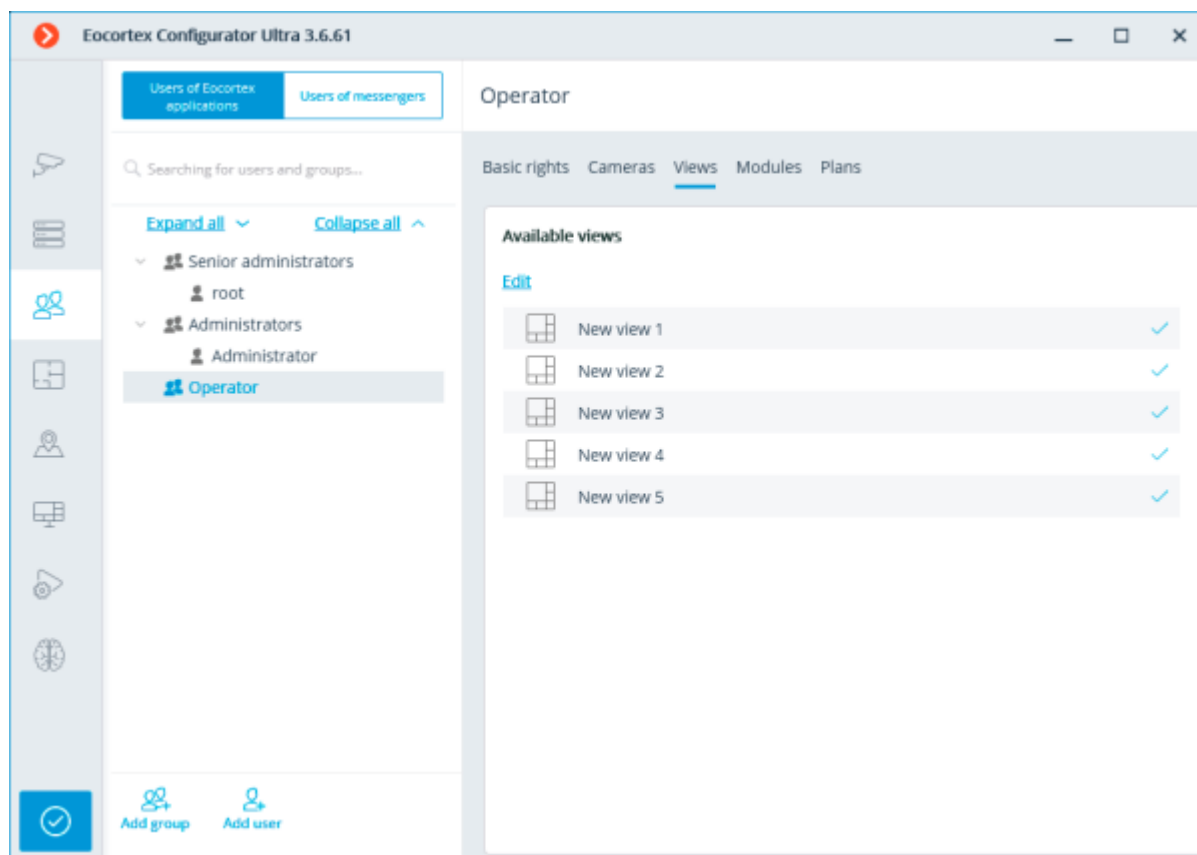 Eocortex Configurator Ultra 3.6.61
Users of Eocortex
applications
Users of messengers
Operator
Searching for users and groups...
Basic rights Cameras Views Modules Plans
Expand all
Collapse all
Senior administrators
root
Administrators
Administrator
Operator
Available views
Edit
New view 1
New view 2
New view 3
New view 4
New view 5
Add group
Add user